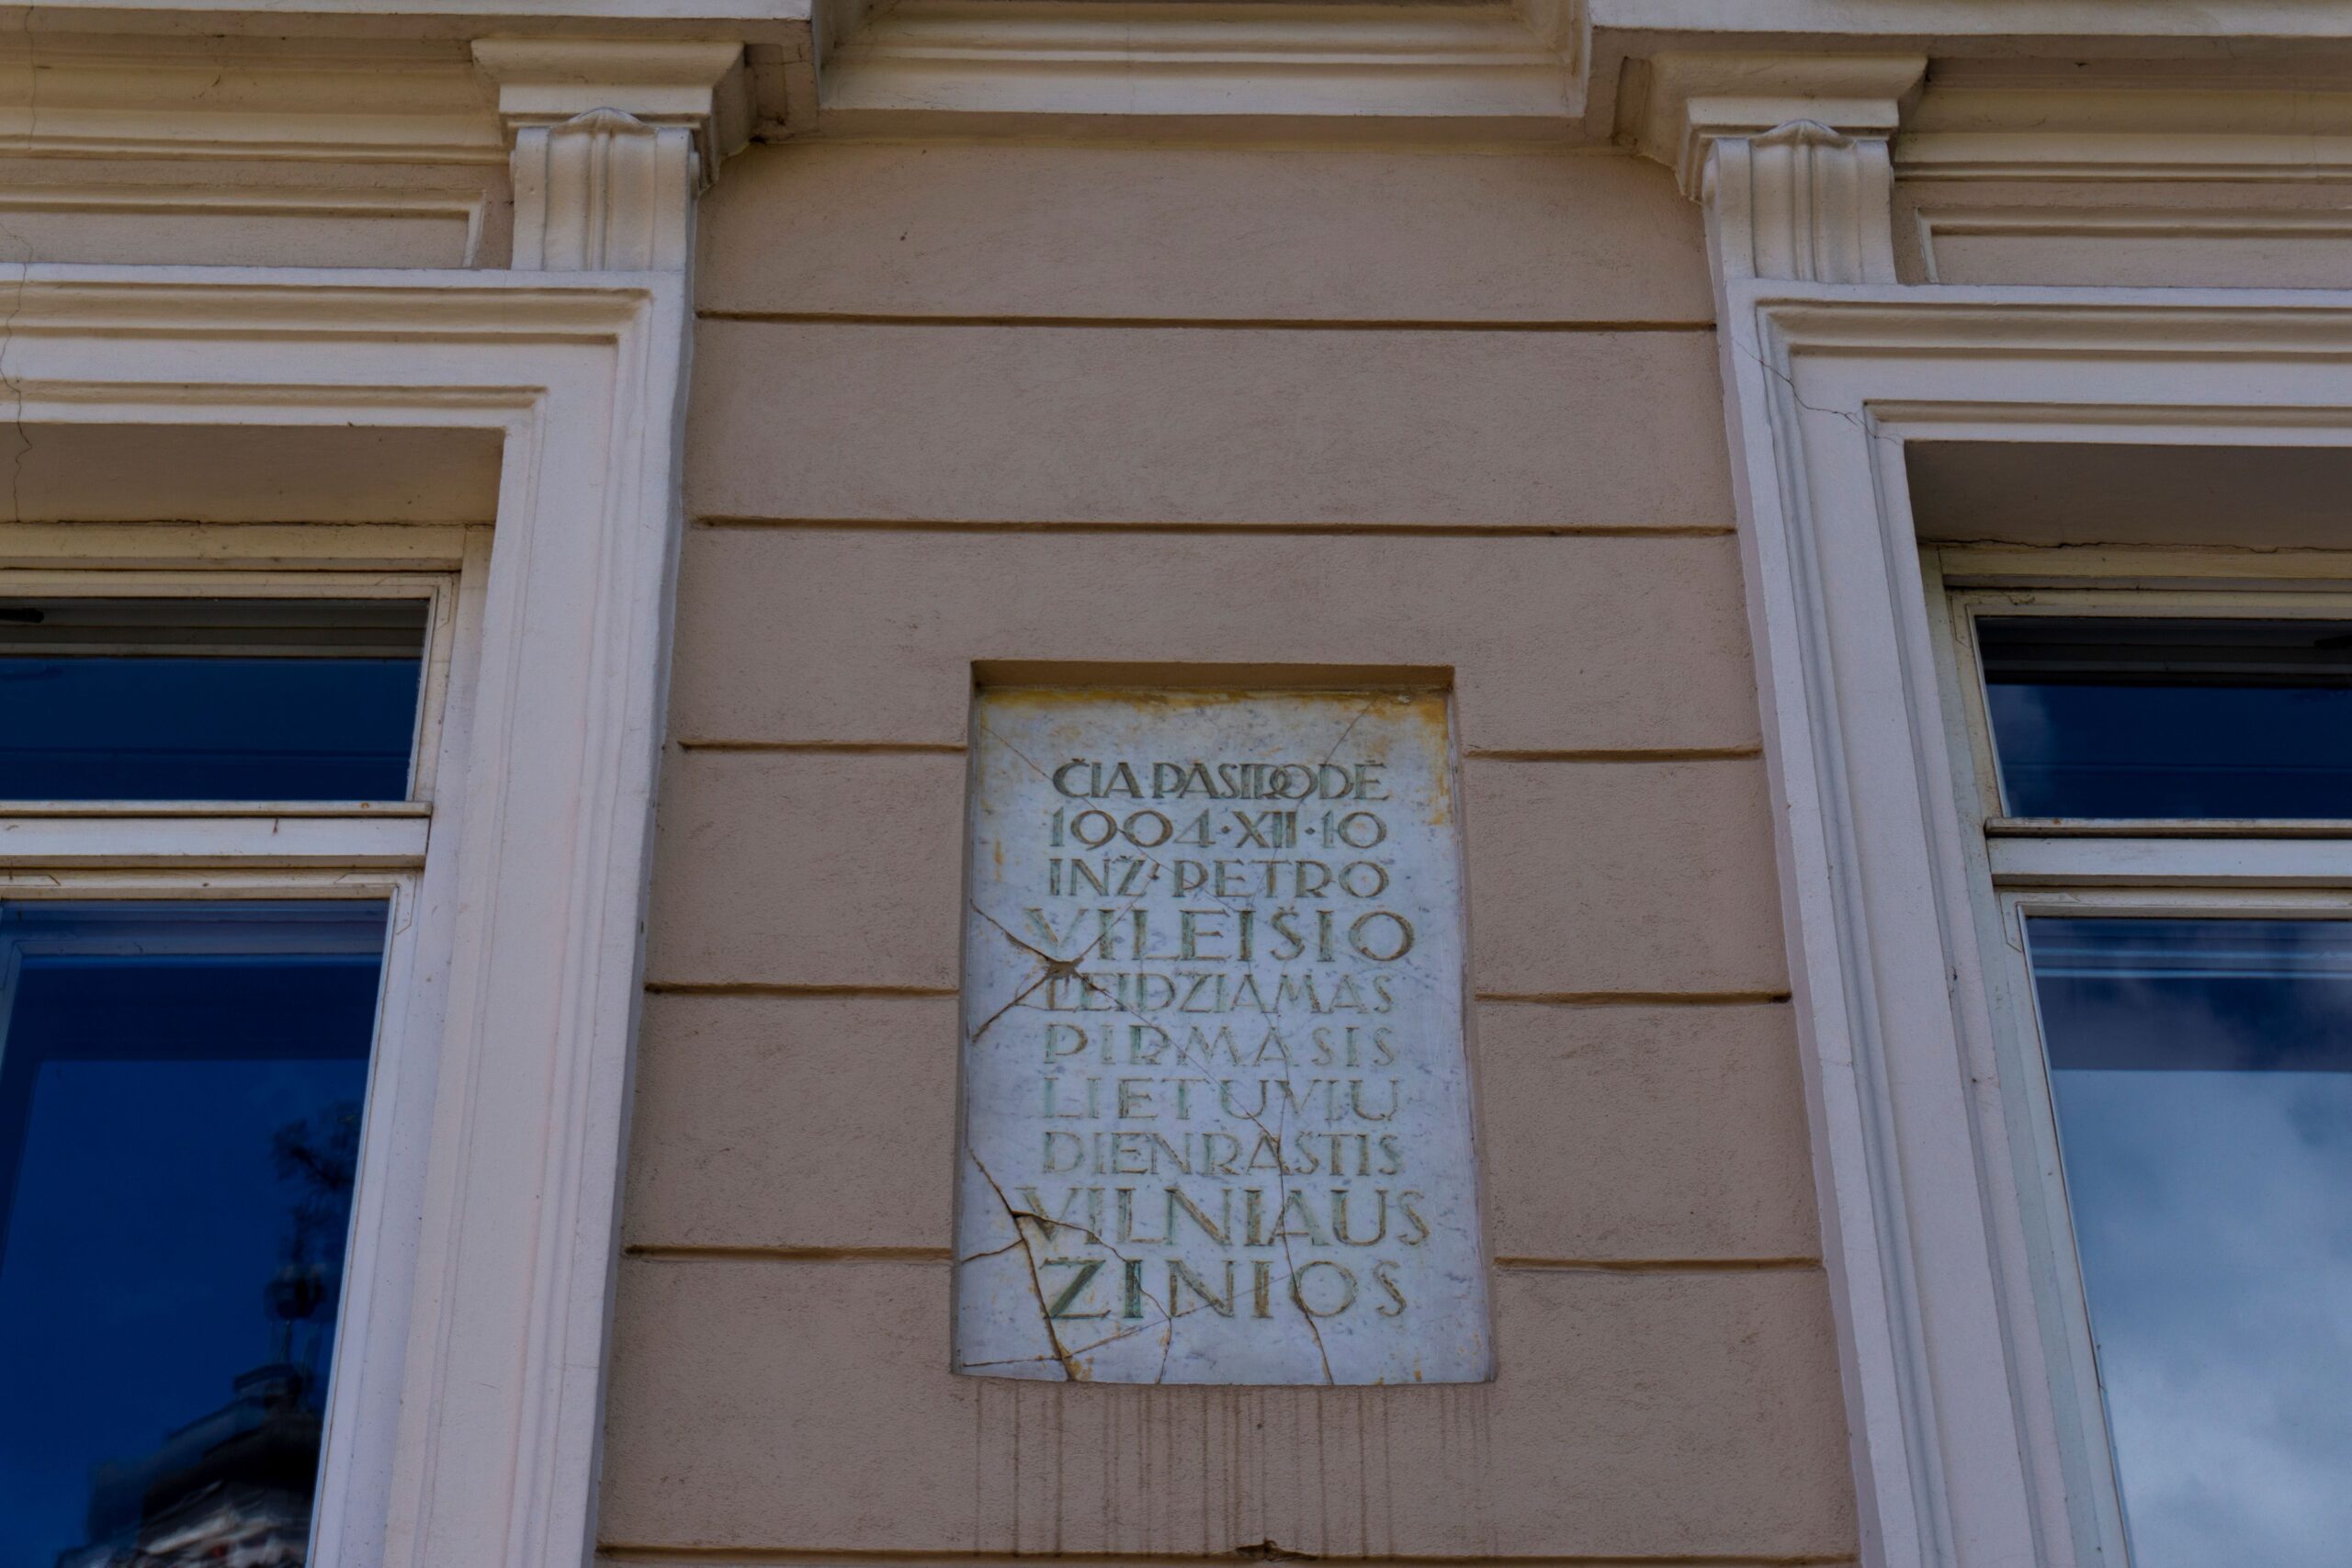 ČIA PASIRODĖ
1904·XII·10
INŽ· PETRO
VILEIŠIO
LEIDŽIAMAS
PIRMASIS
LIETUVIŲ
DIENRAŠTIS
VILNIAUS
ŽINIOS